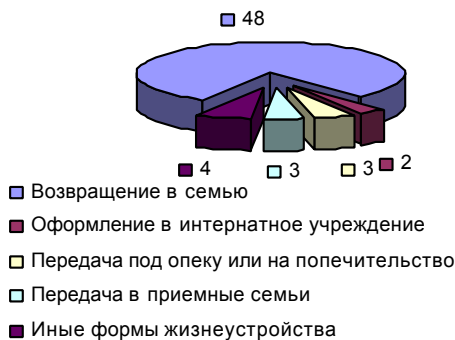 48
4
3
3
2
Возвращение в семью
Оформление в интернатное учреждение
Передача под опеку или на попечительство
Передача в приемные семьи
Иные формы жизнеустройства